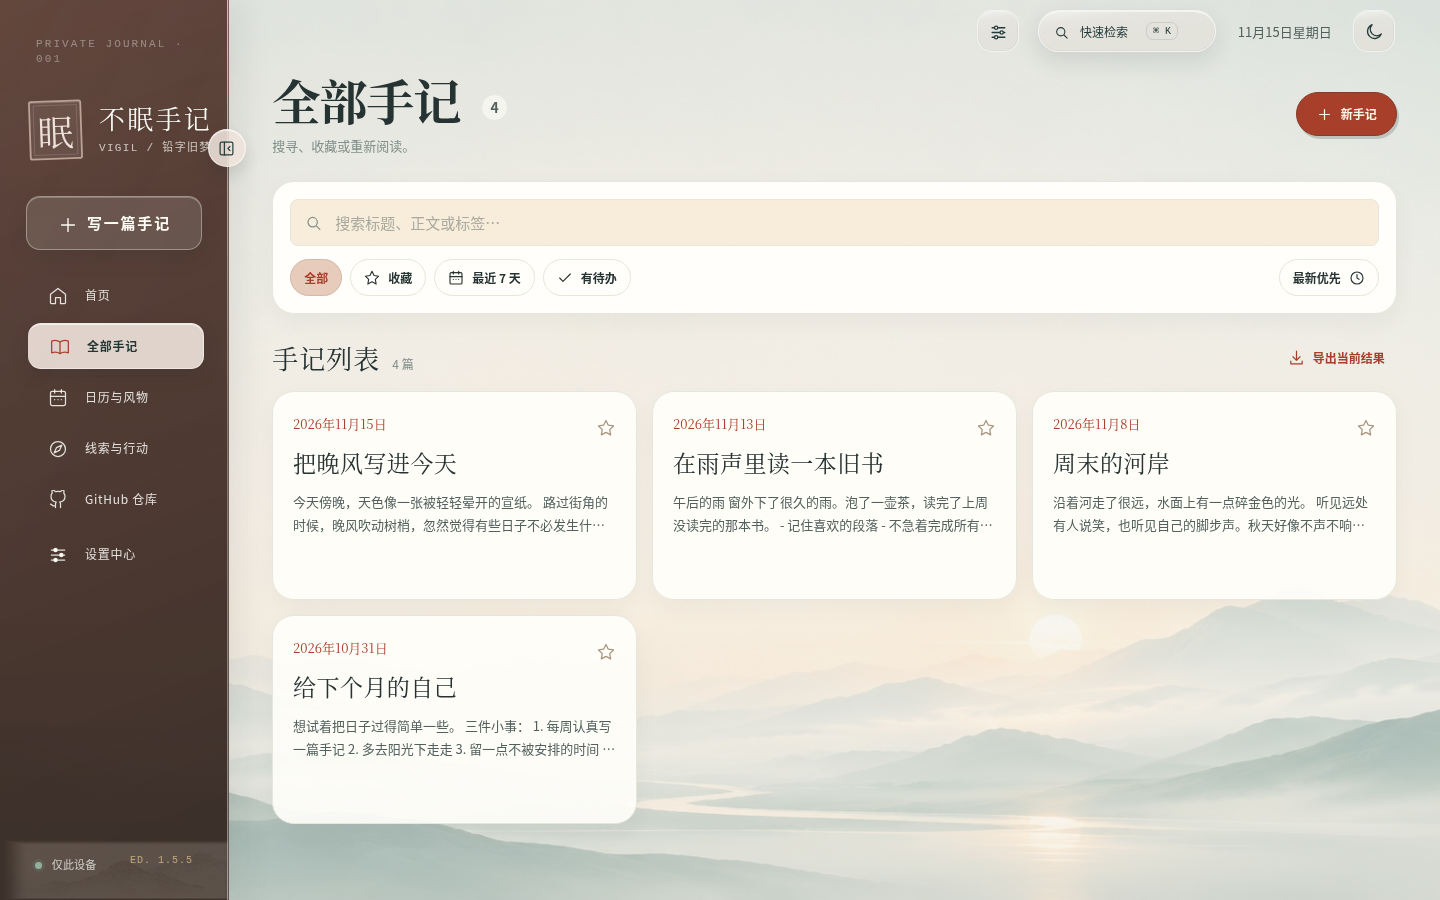 PRIVATE JOURNAL ·
001
眠
不眠手记
VIGIL / 铅字旧梦
写一篇手记
首页
全部手记
日历与风物
线索与行动
GitHub 仓库
设置中心
仅此设备
ED. 1.5.5
快速检索
⌘ K
11月15日星期日
全部手记
4
搜寻、收藏或重新阅读。
新手记
搜索标题、正文或标签…
全部
收藏
最近 7 天
有待办
最新优先
手记列表
4 篇
导出当前结果
2026年11月15日
把晚风写进今天
今天傍晚，天色像一张被轻轻晕开的宣纸。 路过街角的
时候，晚风吹动树梢，忽然觉得有些日子不必发生什…
2026年11月13日
在雨声里读一本旧书
午后的雨 窗外下了很久的雨。泡了一壶茶，读完了上周
没读完的那本书。 - 记住喜欢的段落 - 不急着完成所有…
2026年11月8日
周末的河岸
沿着河走了很远，水面上有一点碎金色的光。 听见远处
有人说笑，也听见自己的脚步声。秋天好像不声不响…
2026年10月31日
给下个月的自己
想试着把日子过得简单一些。 三件小事： 1. 每周认真写
一篇手记 2. 多去阳光下走走 3. 留一点不被安排的时间 …